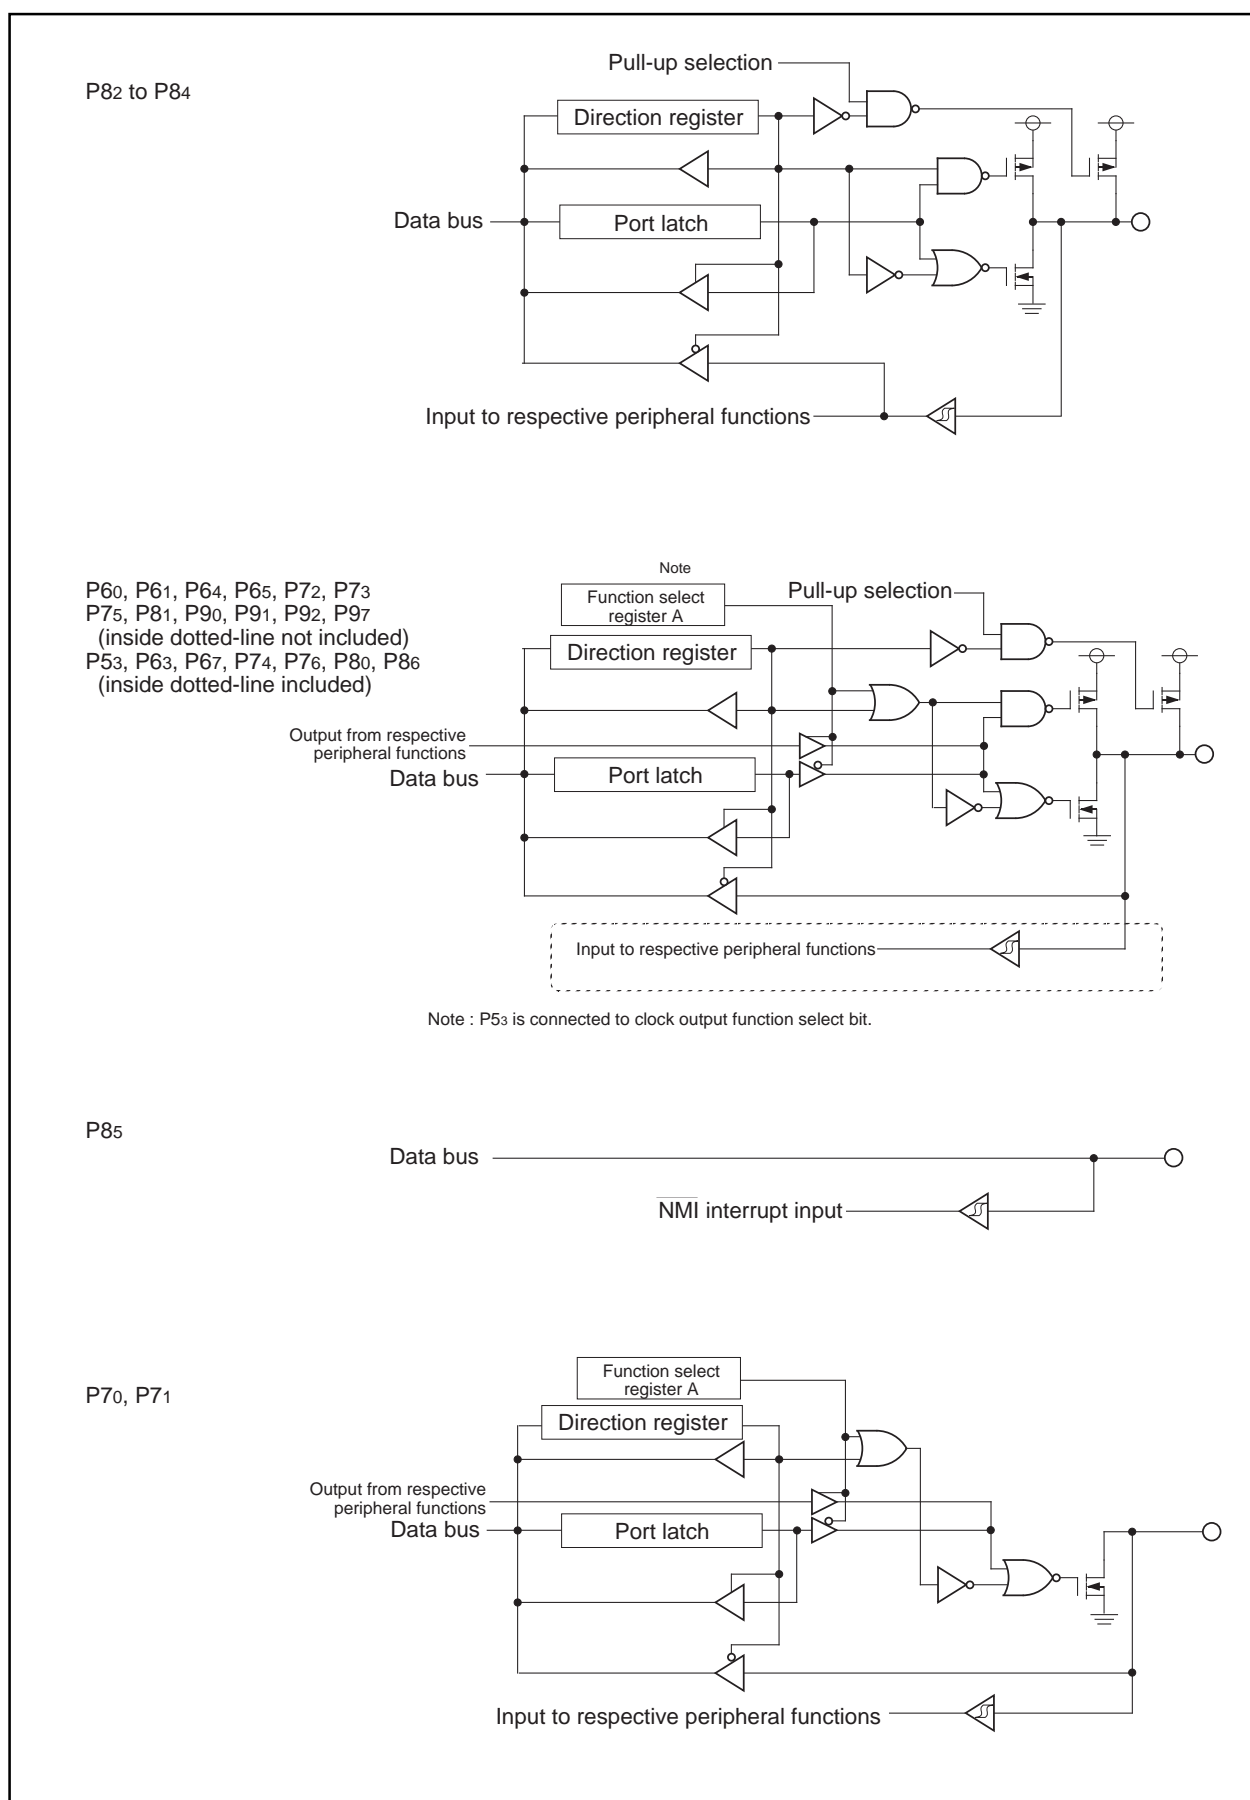 P82 to P84
Pull-up selection
Direction register
Data bus
Port latch
Input to respective peripheral functions
P60, P61, P64, P65, P72, P73
P75, P81, P90, P91, P92, P97
(inside dotted-line not included)
P53, P63, P67, P74, P76, P80, P86
(inside dotted-line included)
Note
Function select
register A
Pull-up selection
Direction register
Output from respective
peripheral functions
Data bus
Port latch
Input to respective peripheral functions
Note : P53 is connected to clock output function select bit.
P85
Data bus
NMI interrupt input
P70, P71
Function select
register A
Direction register
Output from respective
peripheral functions
Data bus
Port latch
Input to respective peripheral functions